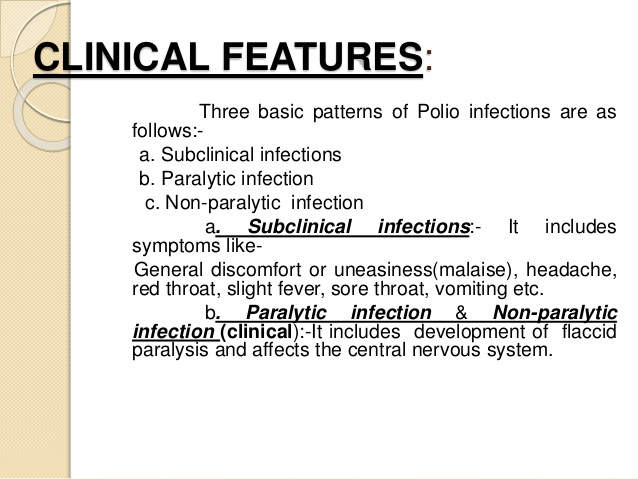 CLINICAL FEATURES:
Three basic patterns of Polio infections are as
follows:-
a. Subclinical infections
b. Paralytic infection
c. Non-paralytic infection
a. Subclinical infections:- It includes
symptoms like-
General discomfort or uneasiness(malaise), headache,
red throat, slight fever, sore throat, vomiting etc.
b. Paralytic infection & Non-paralytic
infection (clinical):-It includes development of flaccid
paralysis and affects the central nervous system.